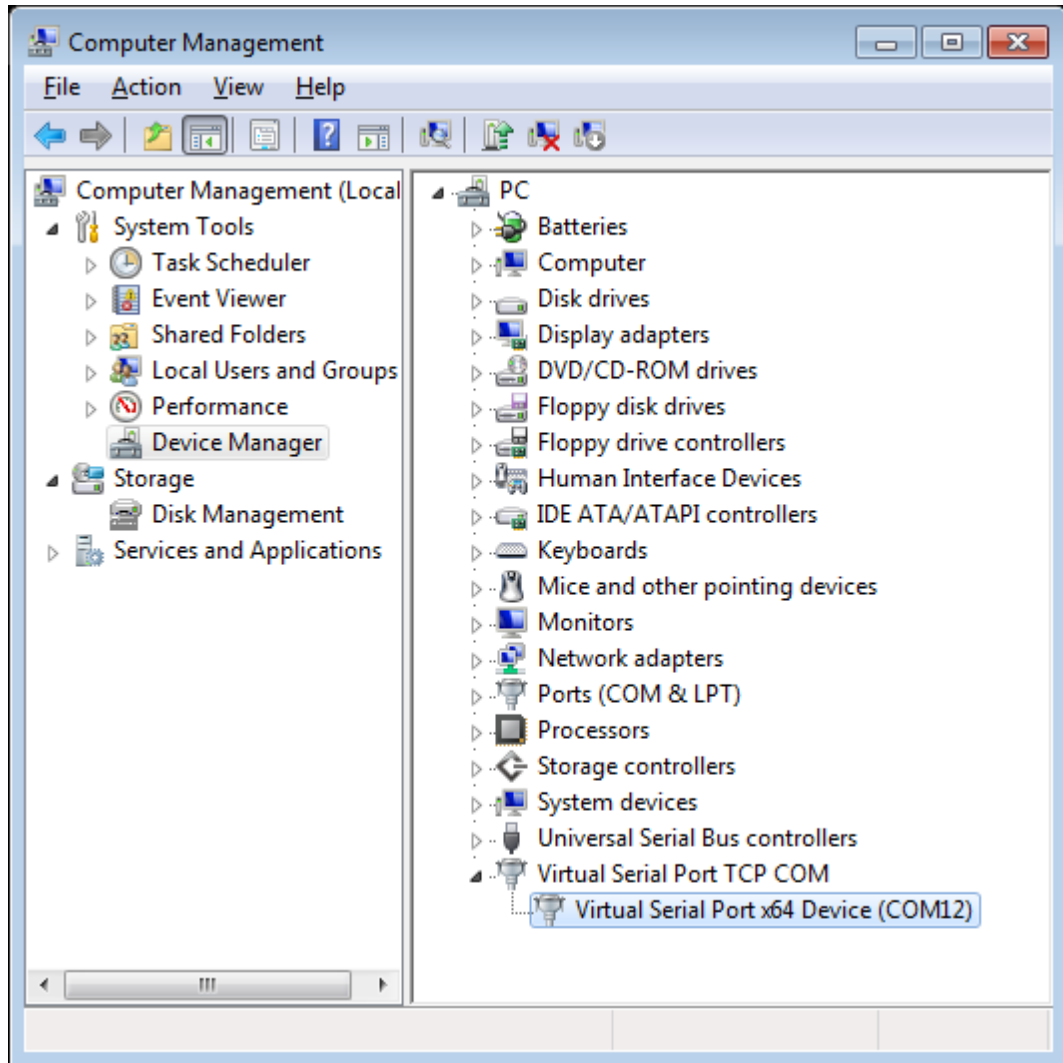 Computer Management
File Action View Help
Computer Management (Local
System Tools
Task Scheduler
Event Viewer
Shared Folders
Local Users and Groups
Performance
Device Manager
Storage
Disk Management
Services and Applications
PC
Batteries
Computer
Disk drives
Display adapters
DVD/CD-ROM drives
Floppy disk drives
Floppy drive controllers
Human Interface Devices
IDE ATA/ATAPI controllers
Keyboards
Mice and other pointing devices
Monitors
Network adapters
Ports (COM & LPT)
Processors
Storage controllers
System devices
Universal Serial Bus controllers
Virtual Serial Port TCP COM
Virtual Serial Port x64 Device (COM12)